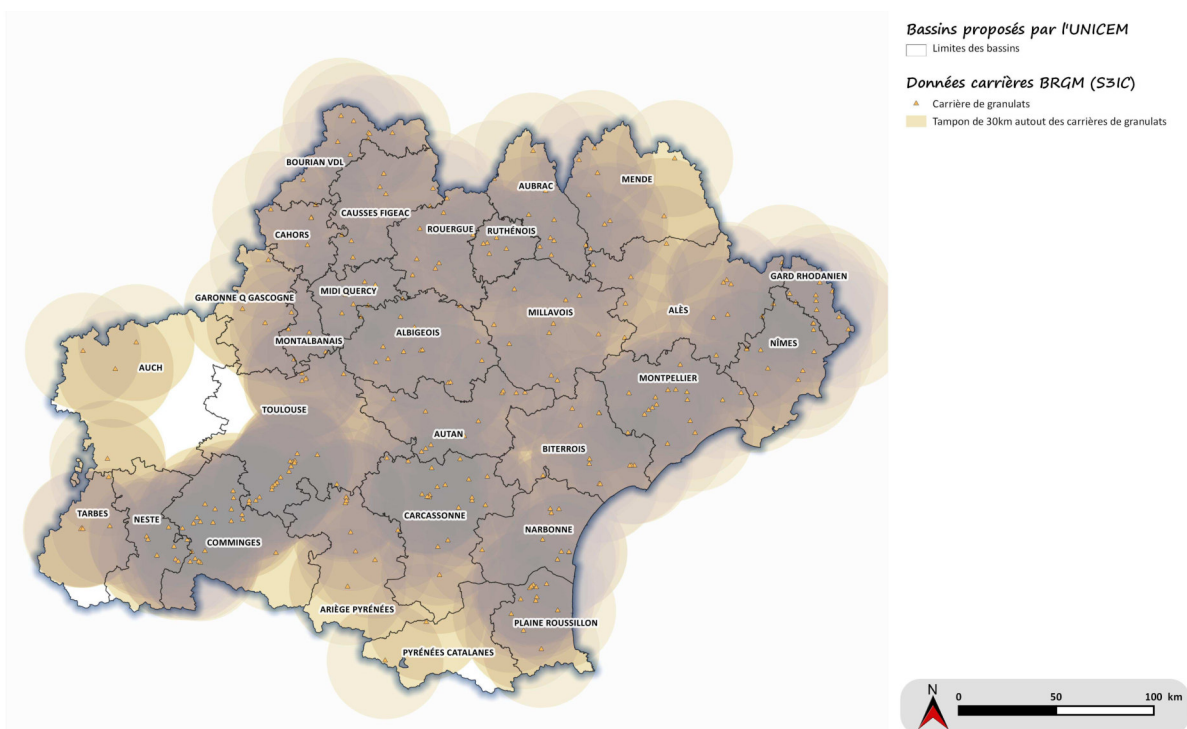 Bassins proposés par l'UNICEM
Limites des bassins
Données carrières BRGM (S3IC)
Carrière de granulats
Tampon de 30km autout des carrières de granulats
BOURIAN VDL
AUBRAC
MENDE
CAUSSES FIGEAC
CAHORS
ROUERGUE
RUTHÉNOIS
GARD RHODANIEN
MIDI QUERCY
GARONNE Q GASCOGNE
MILLAVOIS
ALÈS
ALBIGEOIS
MONTALBANAIS
NÎMES
AUCH
MONTPELLIER
TOULOUSE
AUTAN
BITERROIS
TARBES
NESTE
CARCASSONNE
NARBONNE
COMMINGES
ARIÈGE PYRÉNÉES
PLAINE ROUSSILLON
PYRÉNÉES CATALANES
N
0 50 100 km